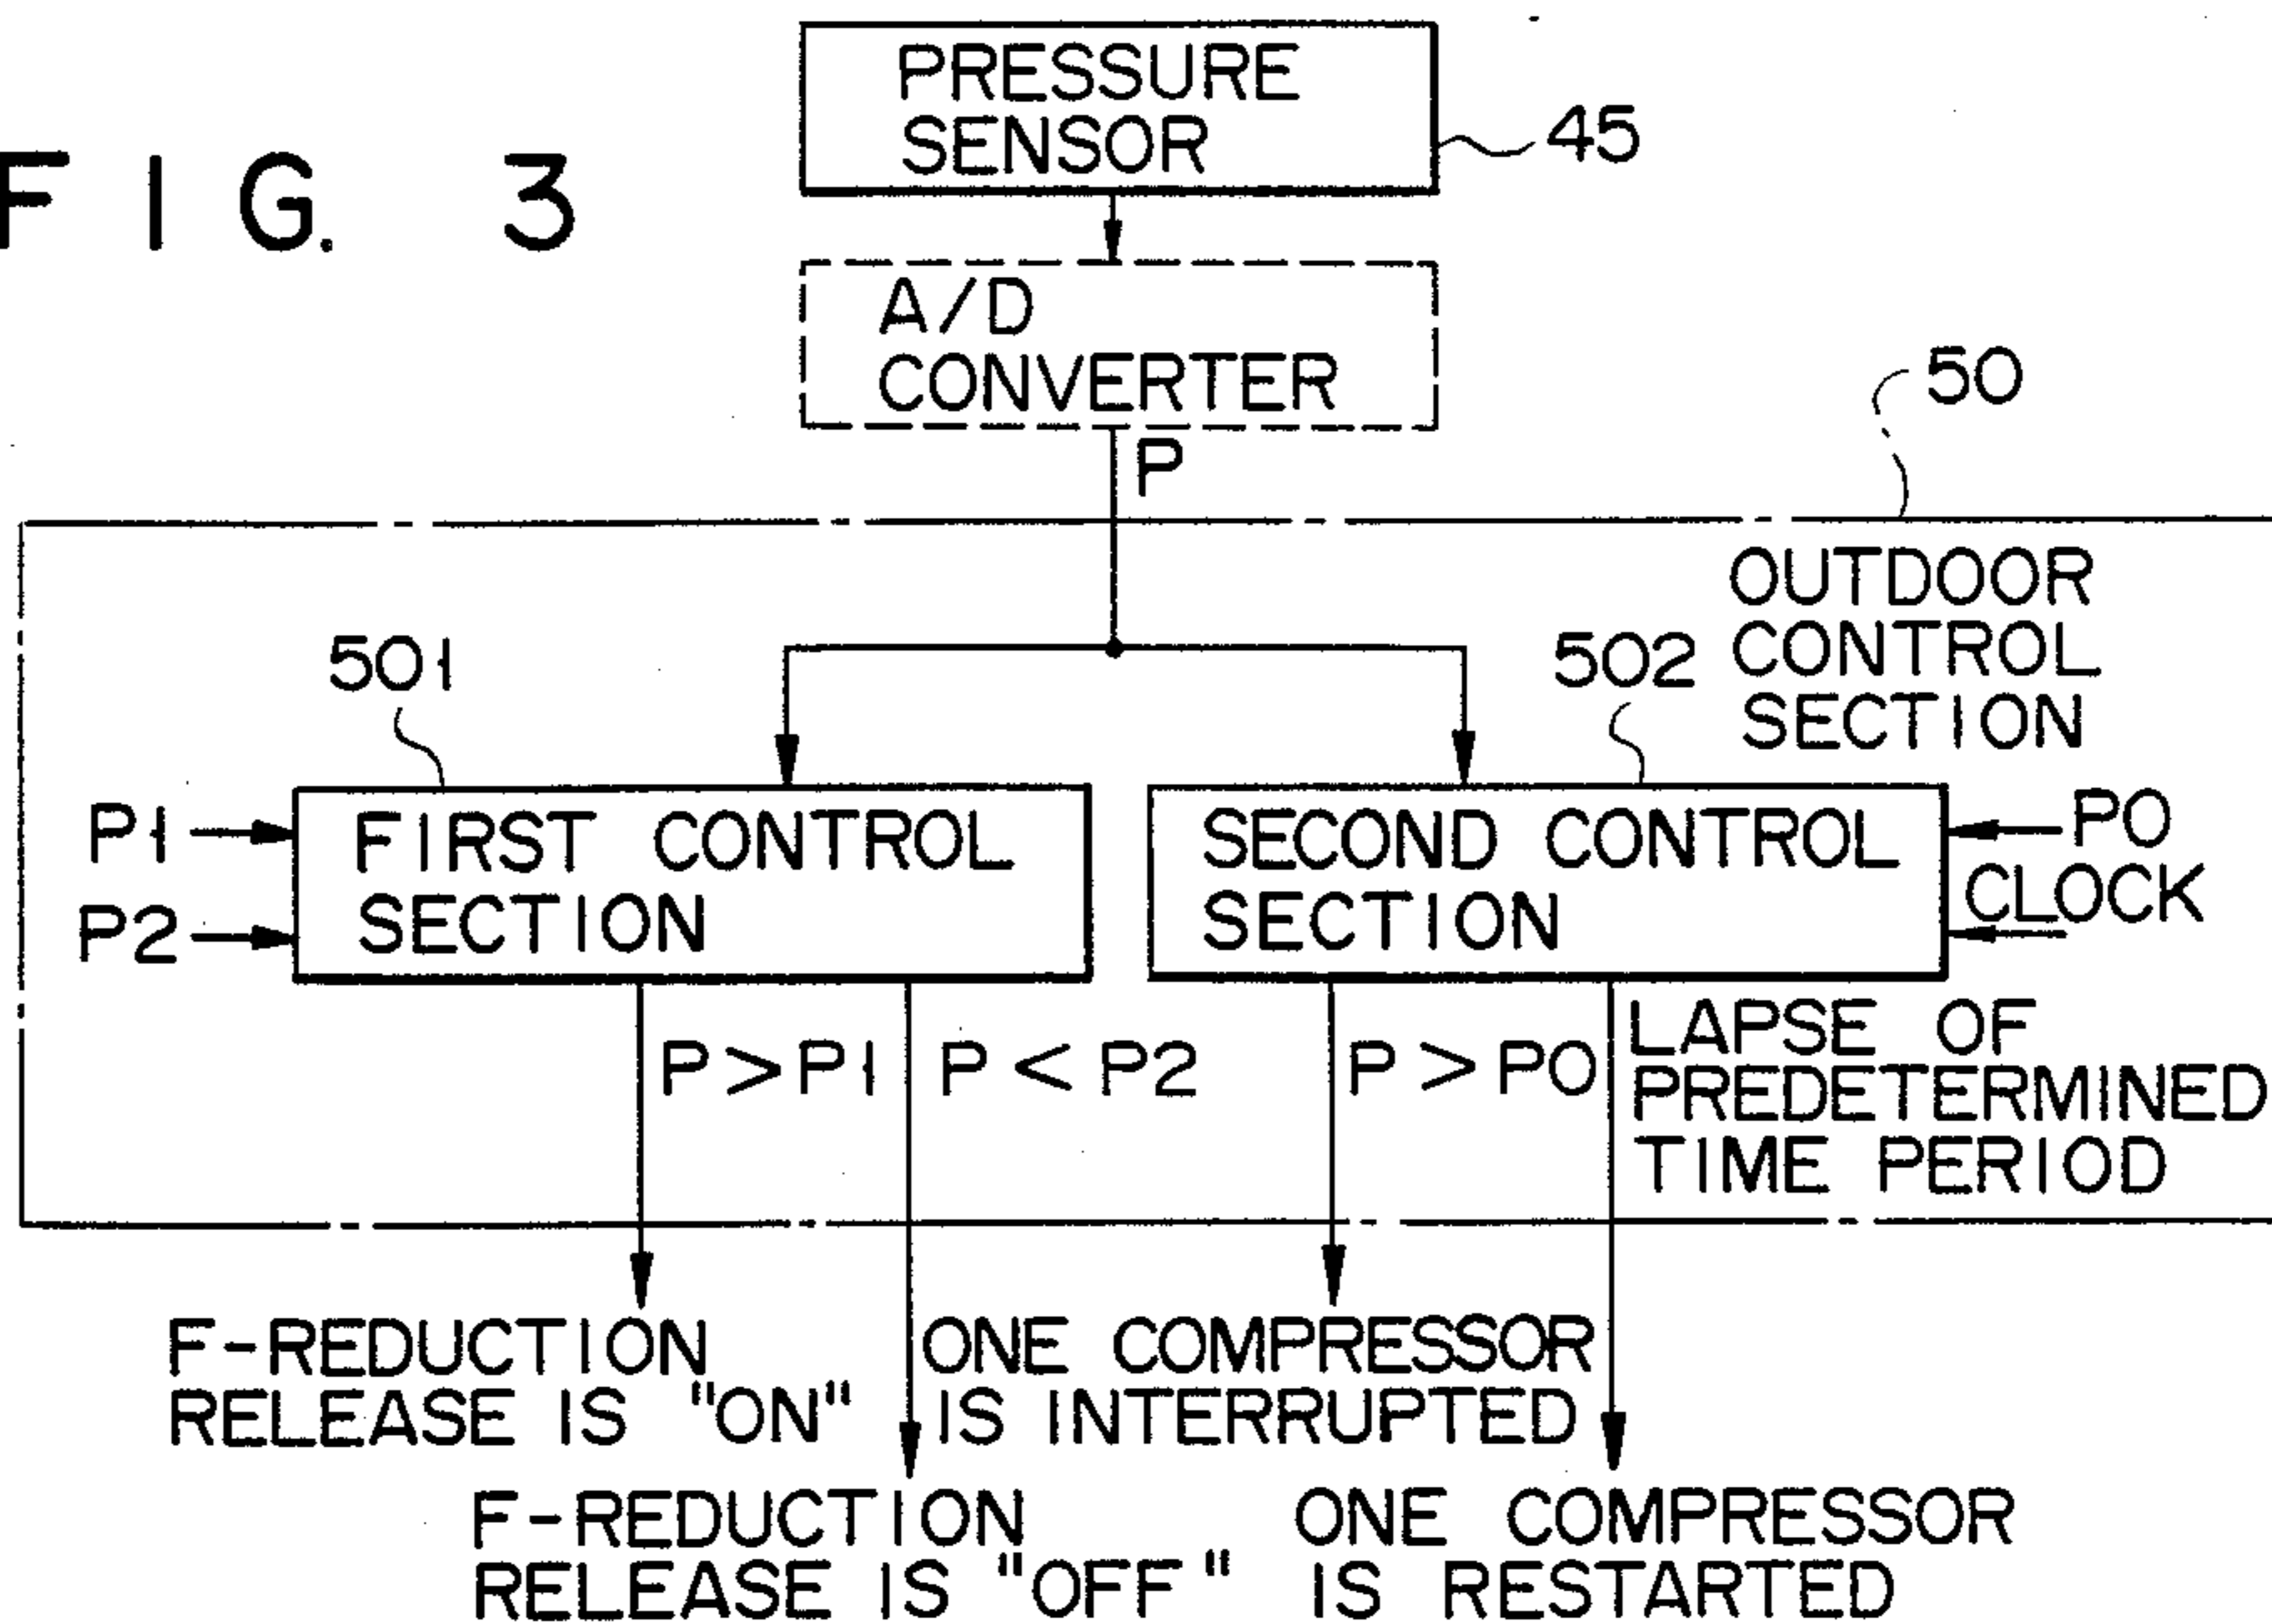 FIG. 3
PRESSURE
SENSOR
45
A/D
CONVERTER
P
50
OUTDOOR
CONTROL
SECTION
501
502
P1
P2
FIRST CONTROL
SECTION
SECOND CONTROL
SECTION
P0
CLOCK
P > P1
P < P2
P > P0
LAPSE OF
PREDETERMINED
TIME PERIOD
F-REDUCTION
RELEASE IS "ON"
ONE COMPRESSOR
IS INTERRUPTED
F-REDUCTION
RELEASE IS "OFF"
ONE COMPRESSOR
IS RESTARTED